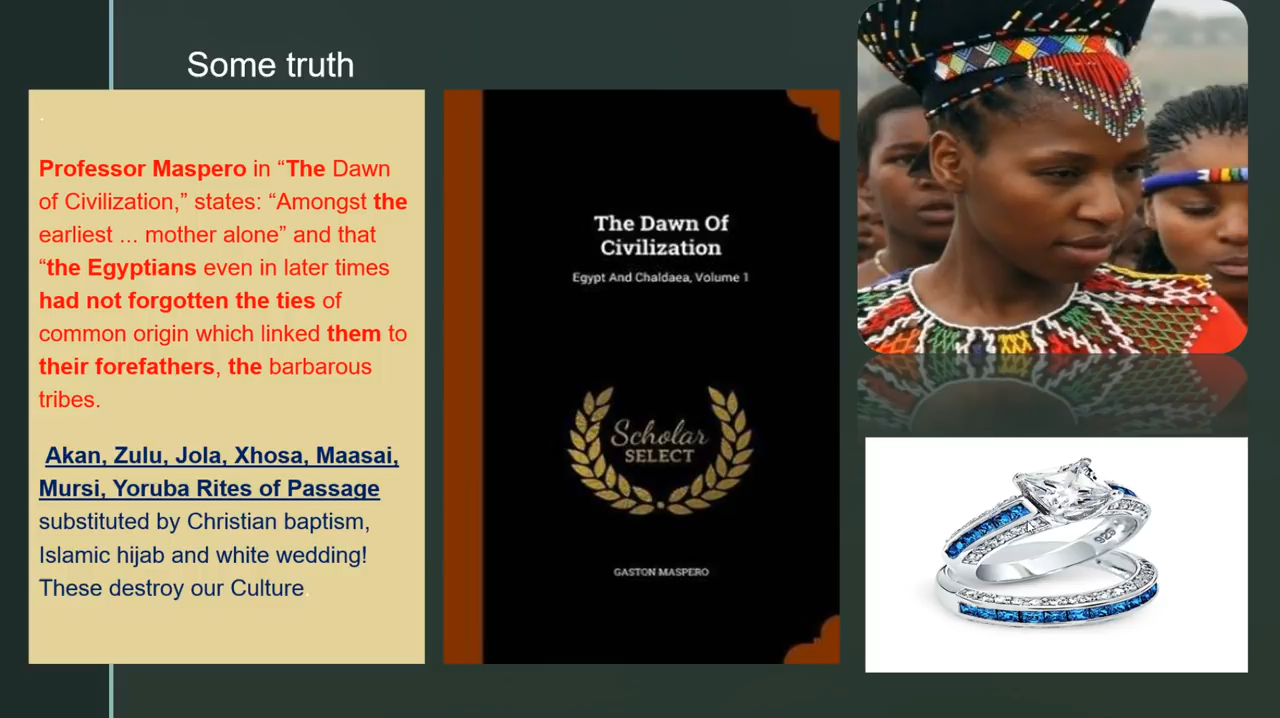 Some truth
.
Professor Maspero in “The Dawn
of Civilization,” states: “Amongst the
earliest ... mother alone” and that
“the Egyptians even in later times
had not forgotten the ties of
common origin which linked them to
their forefathers, the barbarous
tribes.
Akan, Zulu, Jola, Xhosa, Maasai,
Mursi, Yoruba Rites of Passage
substituted by Christian baptism,
Islamic hijab and white wedding!
These destroy our Culture.
The Dawn Of
Civilization
Egypt And Chaldaea, Volume 1
Scholar
SELECT
GASTON MASPERO
925